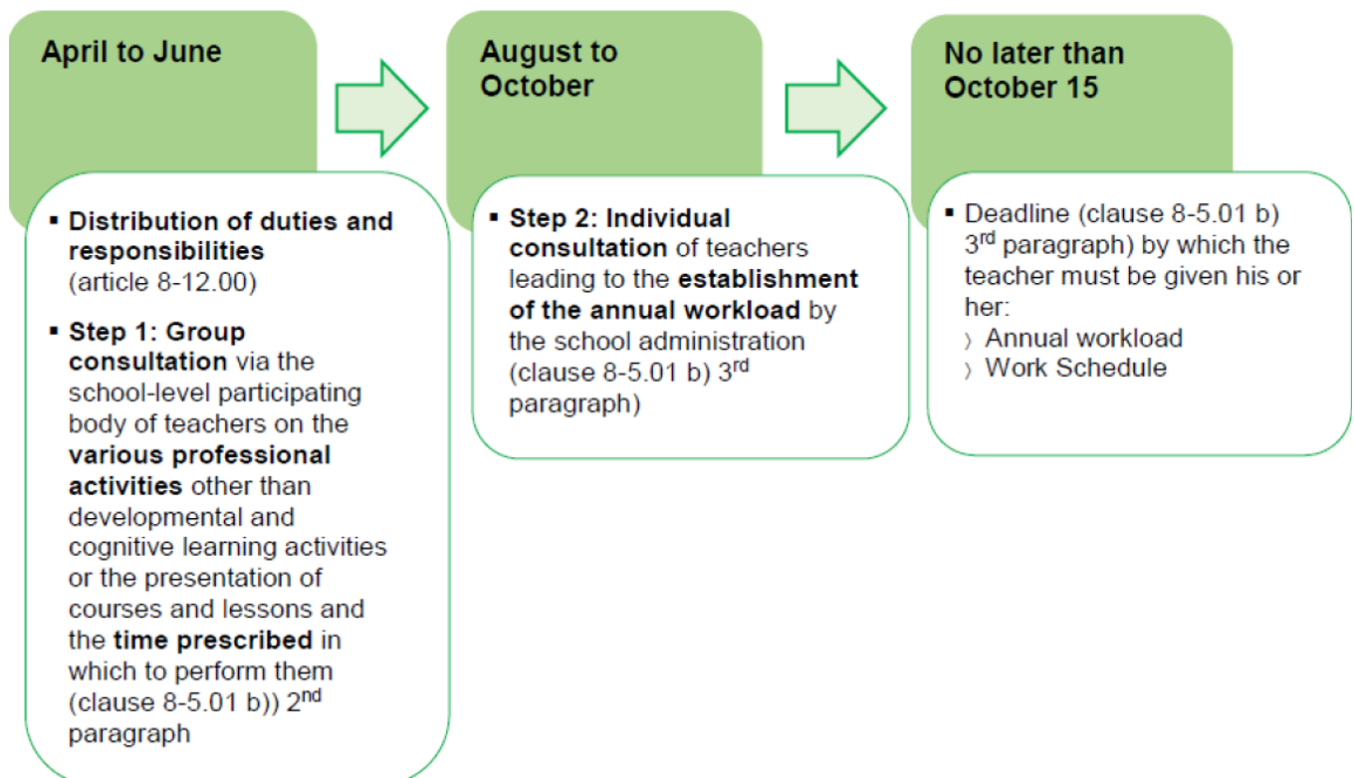 April to June
▪ Distribution of duties and
responsibilities
(article 8-12.00)
▪ Step 1: Group
consultation via the
school-level participating
body of teachers on the
various professional
activities other than
developmental and
cognitive learning activities
or the presentation of
courses and lessons and
the time prescribed in
which to perform them
(clause 8-5.01 b)) 2nd
paragraph
August to
October
▪ Step 2: Individual
consultation of teachers
leading to the establishment
of the annual workload by
the school administration
(clause 8-5.01 b) 3rd
paragraph)
No later than
October 15
▪ Deadline (clause 8-5.01 b)
3rd paragraph) by which the
teacher must be given his or
her:
〉 Annual workload
〉 Work Schedule